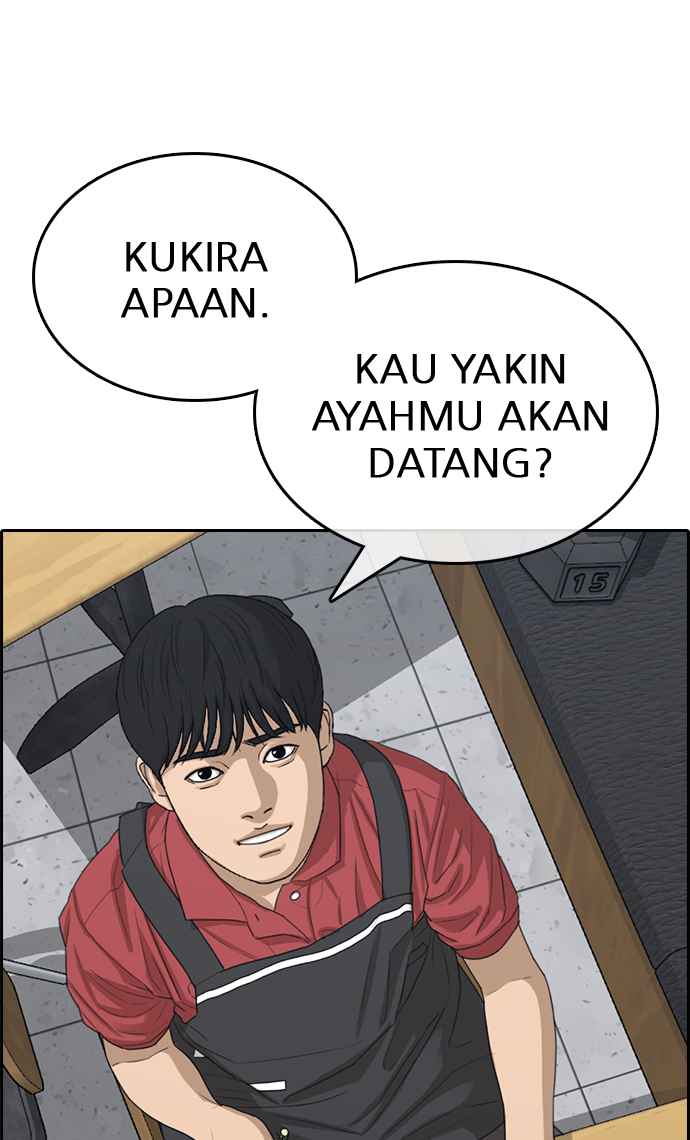 KUKIRA
APAAN.
KAU YAKIN
AYAHMU AKAN
DATANG?
15